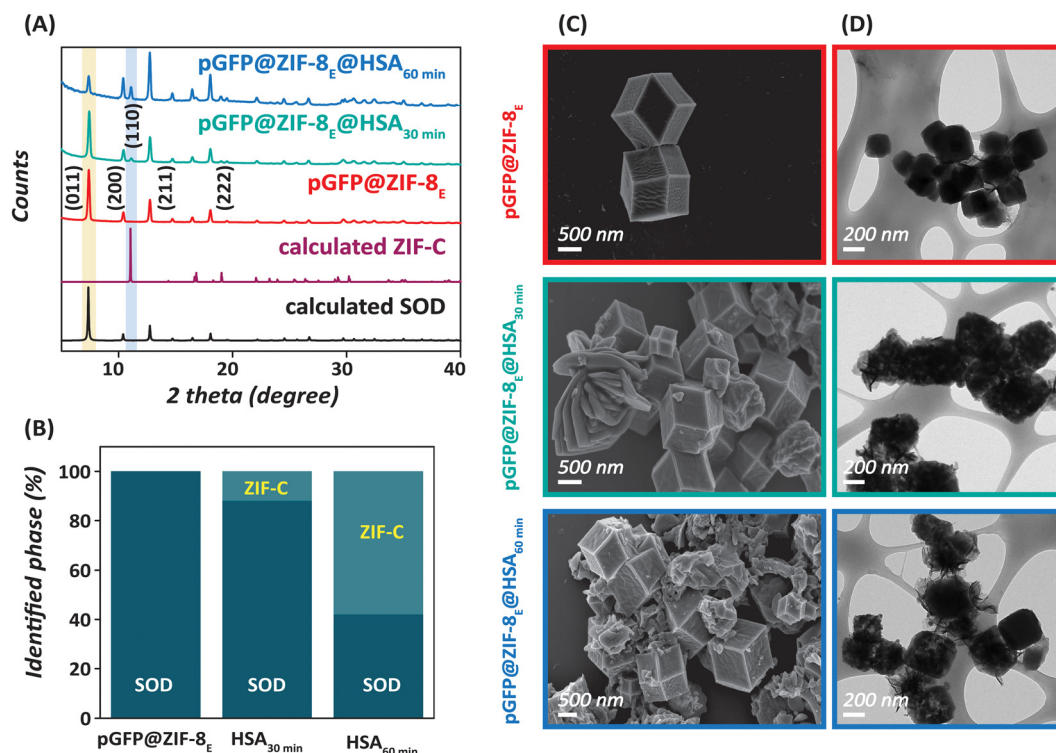 (A)
pGFP@ZIF-8E@HSA60 min
(110)
pGFP@ZIF-8E@HSA30 min
(011)
(200)
(211)
(222)
pGFP@ZIF-8E
calculated ZIF-C
calculated SOD
Counts
10
20
30
40
2 theta (degree)
(B)
Identified phase (%)
100
80
60
40
20
0
ZIF-C
ZIF-C
SOD
SOD
SOD
pGFP@ZIF-8E
HSA30 min
HSA60 min
(C)
(D)
pGFP@ZIF-8E
500 nm
200 nm
pGFP@ZIF-8E@HSA30 min
500 nm
200 nm
pGFP@ZIF-8E@HSA60 min
500 nm
200 nm